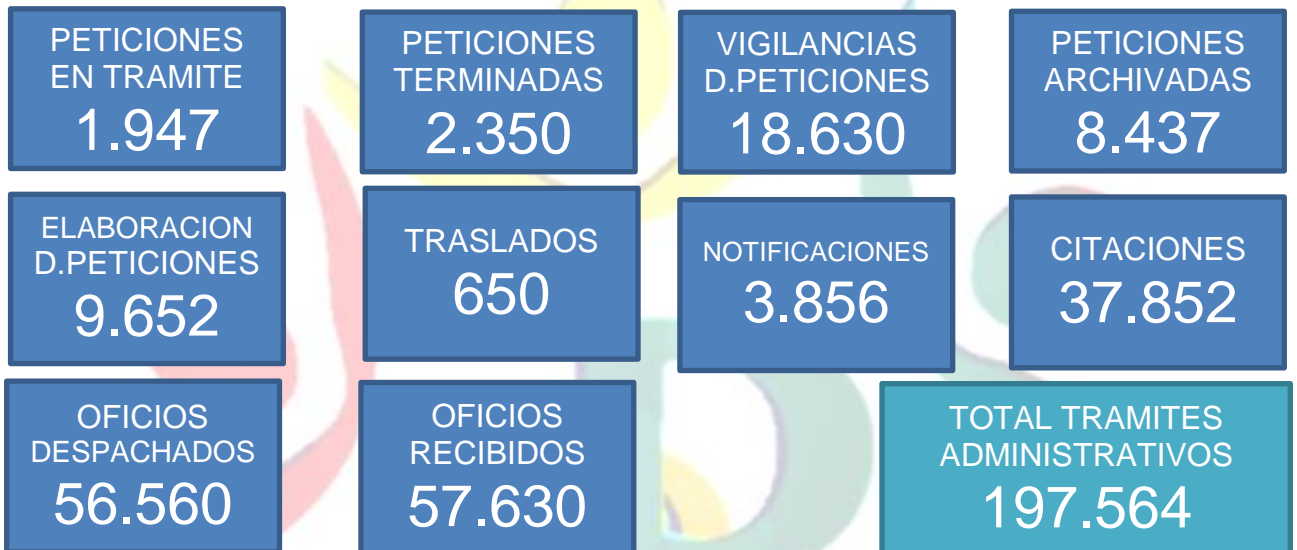 PETICIONES
EN TRAMITE
1.947
PETICIONES
TERMINADAS
2.350
VIGILANCIAS
D.PETICIONES
18.630
PETICIONES
ARCHIVADAS
8.437
ELABORACION
D.PETICIONES
9.652
TRASLADOS
650
NOTIFICACIONES
3.856
CITACIONES
37.852
OFICIOS
DESPACHADOS
56.560
OFICIOS
RECIBIDOS
57.630
TOTAL TRAMITES
ADMINISTRATIVOS
197.564